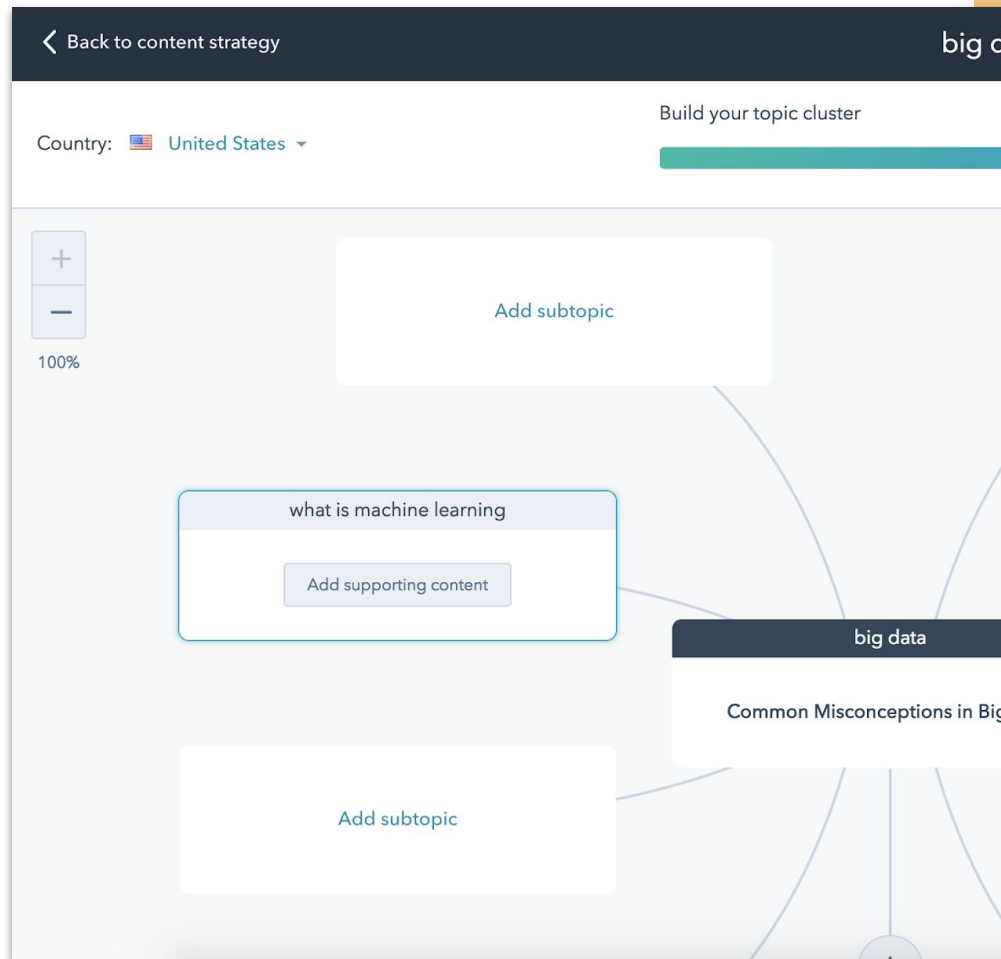 Back to content strategy
big
Country: United States
Build your topic cluster
100%
Add subtopic
what is machine learning
Add supporting content
big data
Common Misconceptions in
Add subtopic